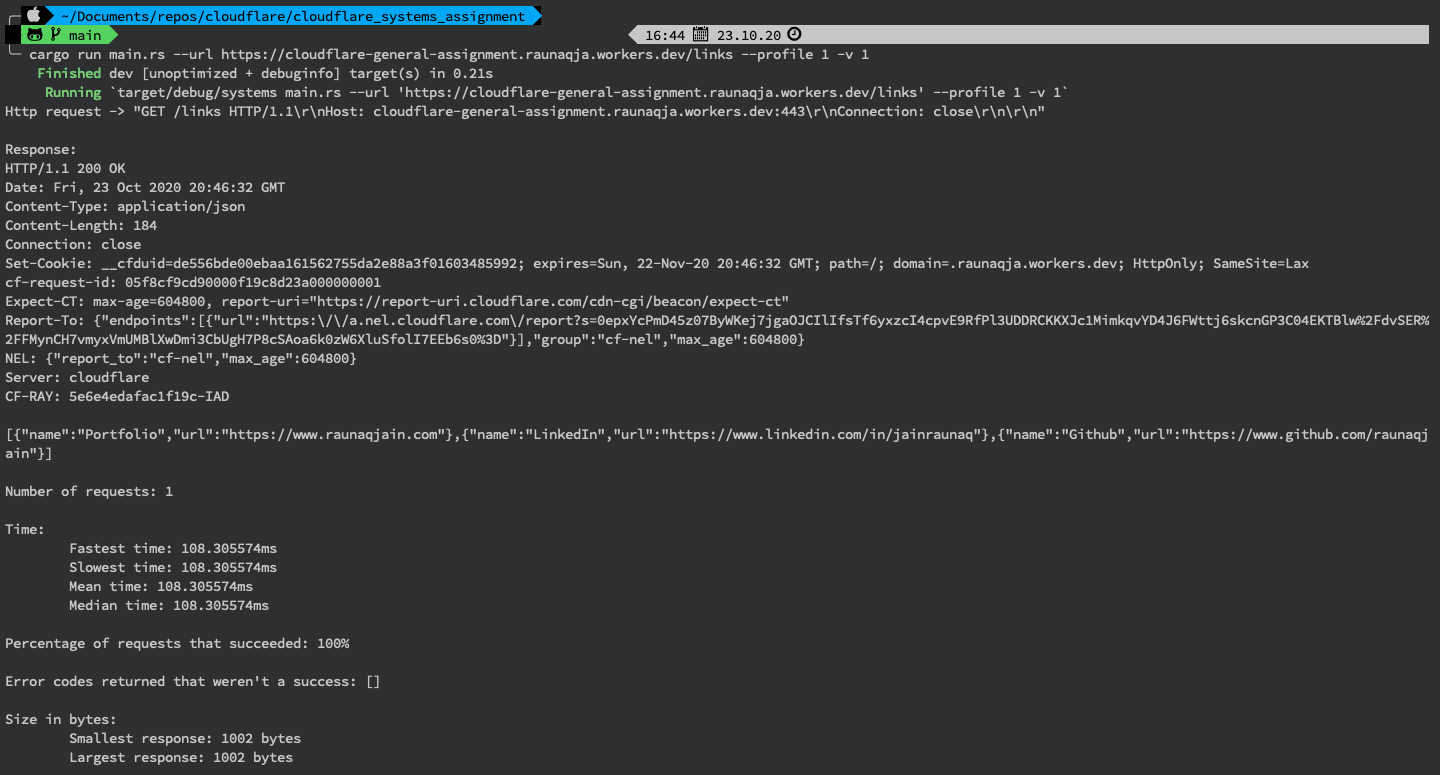 ~/Documents/repos/cloudflare/cloudflare_systems_assignment
main 16:44 23.10.20
cargo run main.rs --url https://cloudflare-general-assignment.raunaqja.workers.dev/links --profile 1 -v 1
Finished dev [unoptimized + debuginfo] target(s) in 0.21s
Running `target/debug/systems main.rs --url 'https://cloudflare-general-assignment.raunaqja.workers.dev/links' --profile 1 -v 1`
Http request -> "GET /links HTTP/1.1\r\nHost: cloudflare-general-assignment.raunaqja.workers.dev:443\r\nConnection: close\r\n\r\n"
Response:
HTTP/1.1 200 OK
Date: Fri, 23 Oct 2020 20:46:32 GMT
Content-Type: application/json
Content-Length: 184
Connection: close
Set-Cookie: __cfduid=de556bde00ebaa161562755da2e88a3f01603485992; expires=Sun, 22-Nov-20 20:46:32 GMT; path=/; domain=.raunaqja.workers.dev; HttpOnly; SameSite=Lax
cf-request-id: 05f8cf9cd90000f19c8d23a000000001
Expect-CT: max-age=604800, report-uri="https://report-uri.cloudflare.com/cdn-cgi/beacon/expect-ct"
Report-To: {"endpoints":[{"url":"https:\/\/a.nel.cloudflare.com\/report?s=0epxYcPmD45z07ByWKej7jgaOJCIlIfsTf6yxzcI4cpvE9RfPl3UDDRCKKXJc1MimkqvYD4J6FWttj6skcnGP3C04EKTBlw%2FdvSER%
2FFMynCH7vmyxVmUMBlXwDmi3CbUgH7P8cSAoa6k0zW6XluSfolI7EEb6s0%3D"}],"group":"cf-nel","max_age":604800}
NEL: {"report_to":"cf-nel","max_age":604800}
Server: cloudflare
CF-RAY: 5e6e4edafac1f19c-IAD
[{"name":"Portfolio","url":"https://www.raunaqjain.com"},{"name":"LinkedIn","url":"https://www.linkedin.com/in/jainraunaq"},{"name":"Github","url":"https://www.github.com/raunaqj
ain"}]
Number of requests: 1
Time:
Fastest time: 108.305574ms
Slowest time: 108.305574ms
Mean time: 108.305574ms
Median time: 108.305574ms
Percentage of requests that succeeded: 100%
Error codes returned that weren't a success: []
Size in bytes:
Smallest response: 1002 bytes
Largest response: 1002 bytes